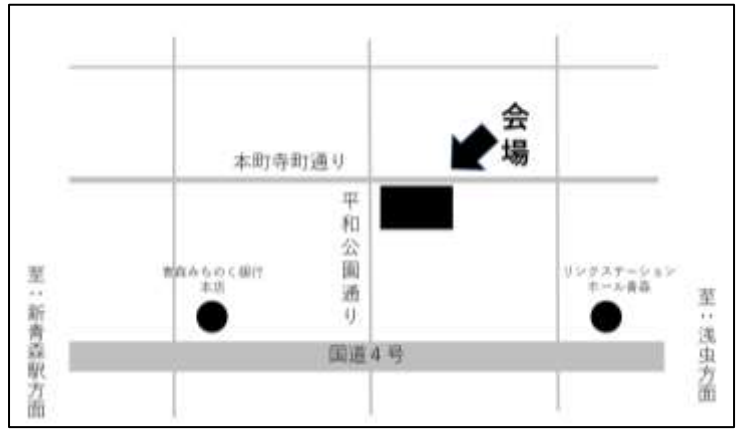 会場
本町寺町通り
平和公園通り
青森みちのく銀行
本店
リンクステーション
ホール青森
至：新青森駅方面
至：浅虫方面
国道4号